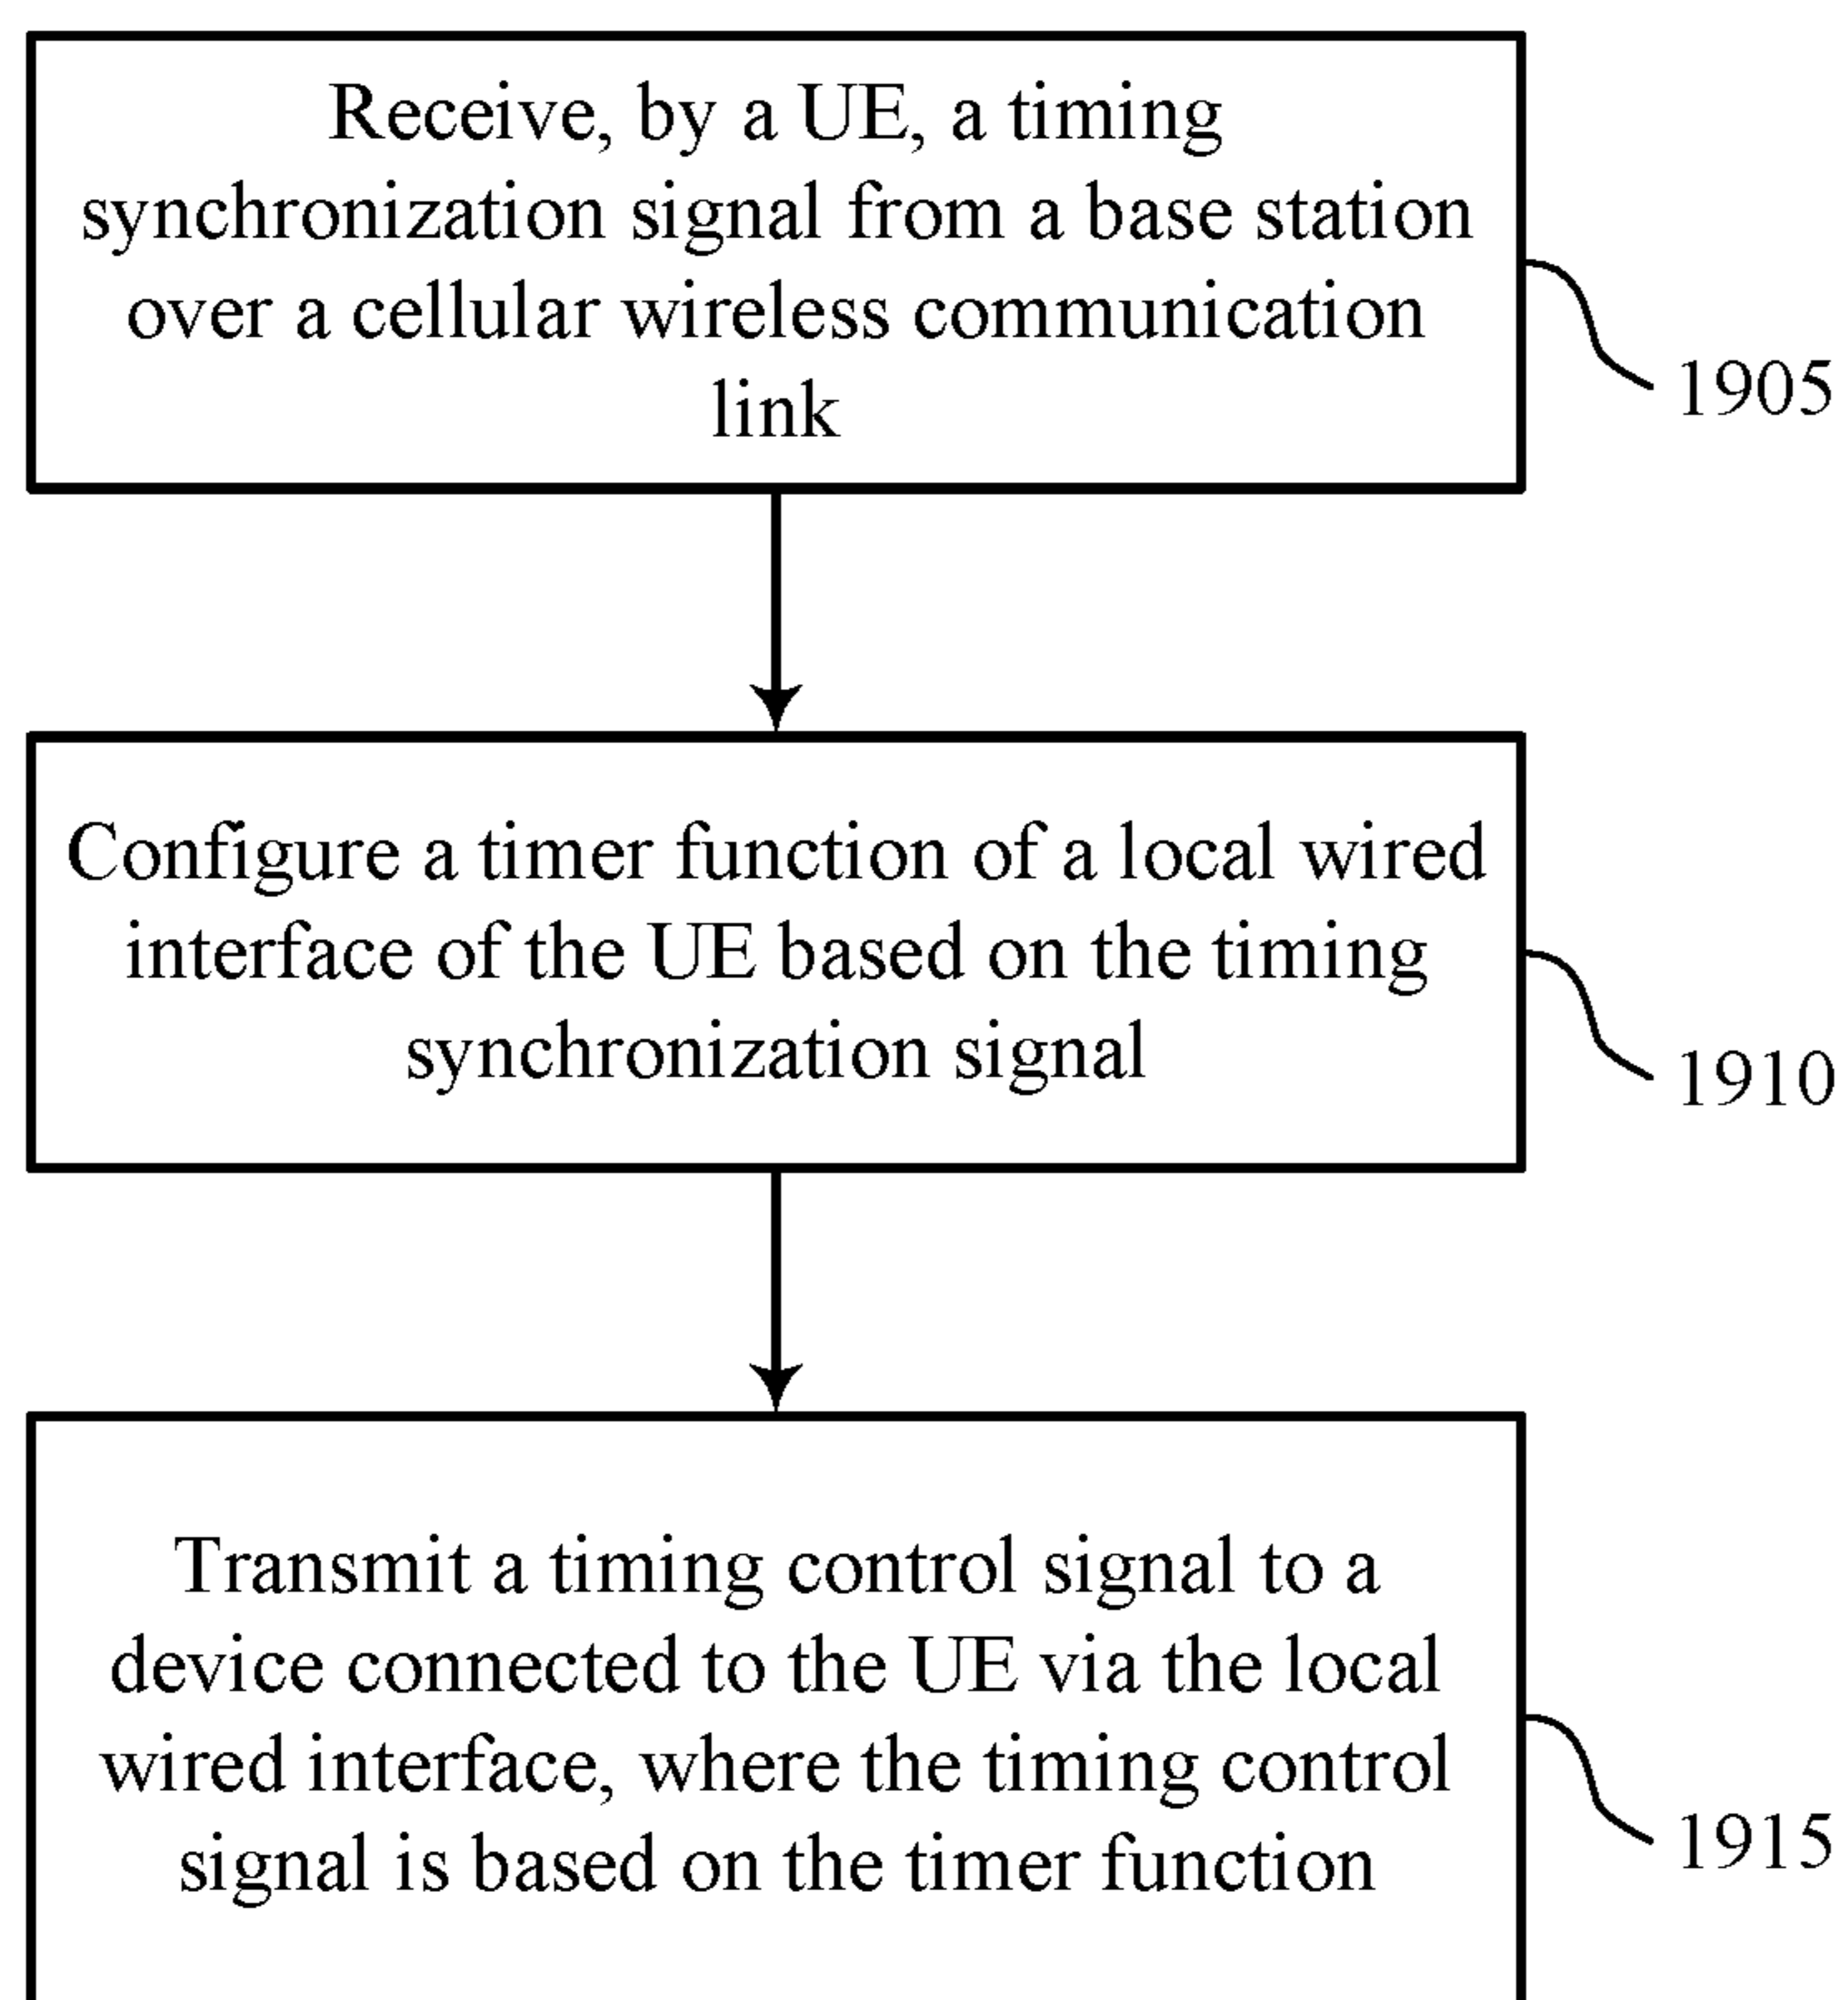 Receive, by a UE, a timing
synchronization signal from a base station
over a cellular wireless communication
link
1905
Configure a timer function of a local wired
interface of the UE based on the timing
synchronization signal
1910
Transmit a timing control signal to a
device connected to the UE via the local
wired interface, where the timing control
signal is based on the timer function
1915